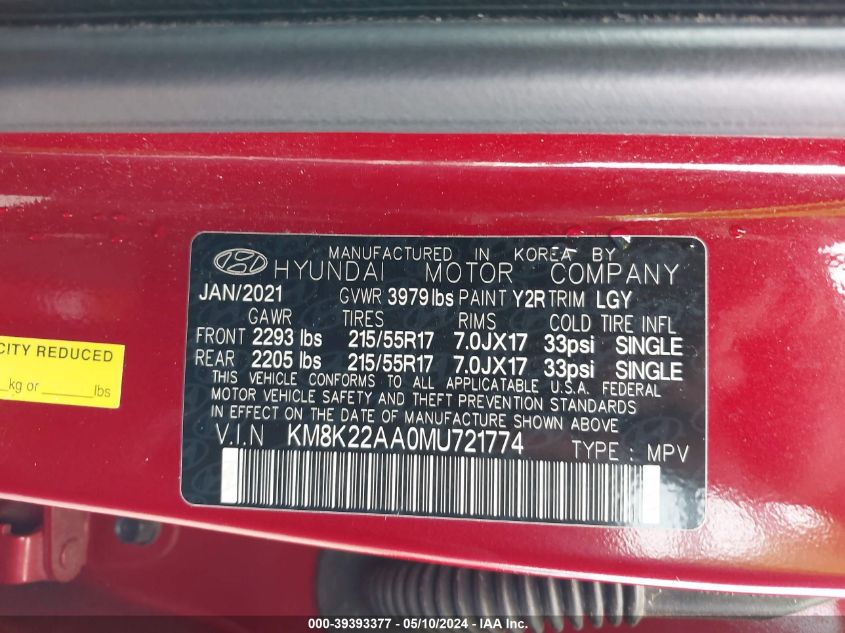 MANUFACTURED IN KOREA BY
HYUNDAI MOTOR COMPANY
JAN/2021 GVWR 3979 lbs PAINT Y2R TRIM LGY
GAWR TIRES RIMS COLD TIRE INFL
FRONT 2293 lbs 215/55R17 7.0JX17 33psi SINGLE
REAR 2205 lbs 215/55R17 7.0JX17 33psi SINGLE
THIS VEHICLE CONFORMS TO ALL APPLICATABLE U.S.A. FEDERAL
MOTOR VEHICLE SAFETY AND THEFT PREVENTION STANDARDS
IN EFFECT ON THE DATE OF MANUFACTURE SHOWN ABOVE
V.I.N KM8K22AA0MU721774 TYPE : MPV
CITY REDUCED
kg or ______lbs
000-39393377 - 05/10/2024 - IAA Inc.